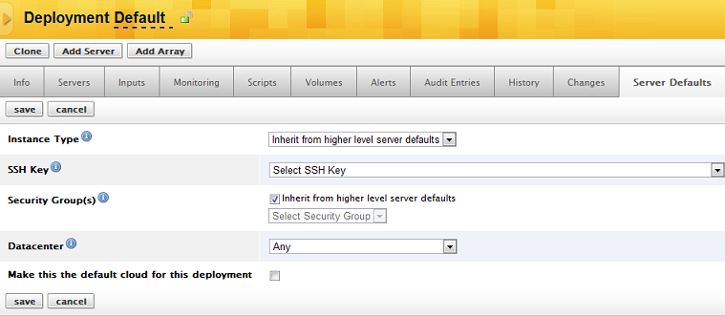 Deployment Default
Clone Add Server Add Array
Info Servers Inputs Monitoring Scripts Volumes Alerts Audit Entries History Changes Server Defaults
save cancel
Instance Type Inherit from higher level server defaults
SSH Key Select SSH Key
Security Group(s) Inherit from higher level server defaults
Select Security Group
Datacenter Any
Make this the default cloud for this deployment
save cancel